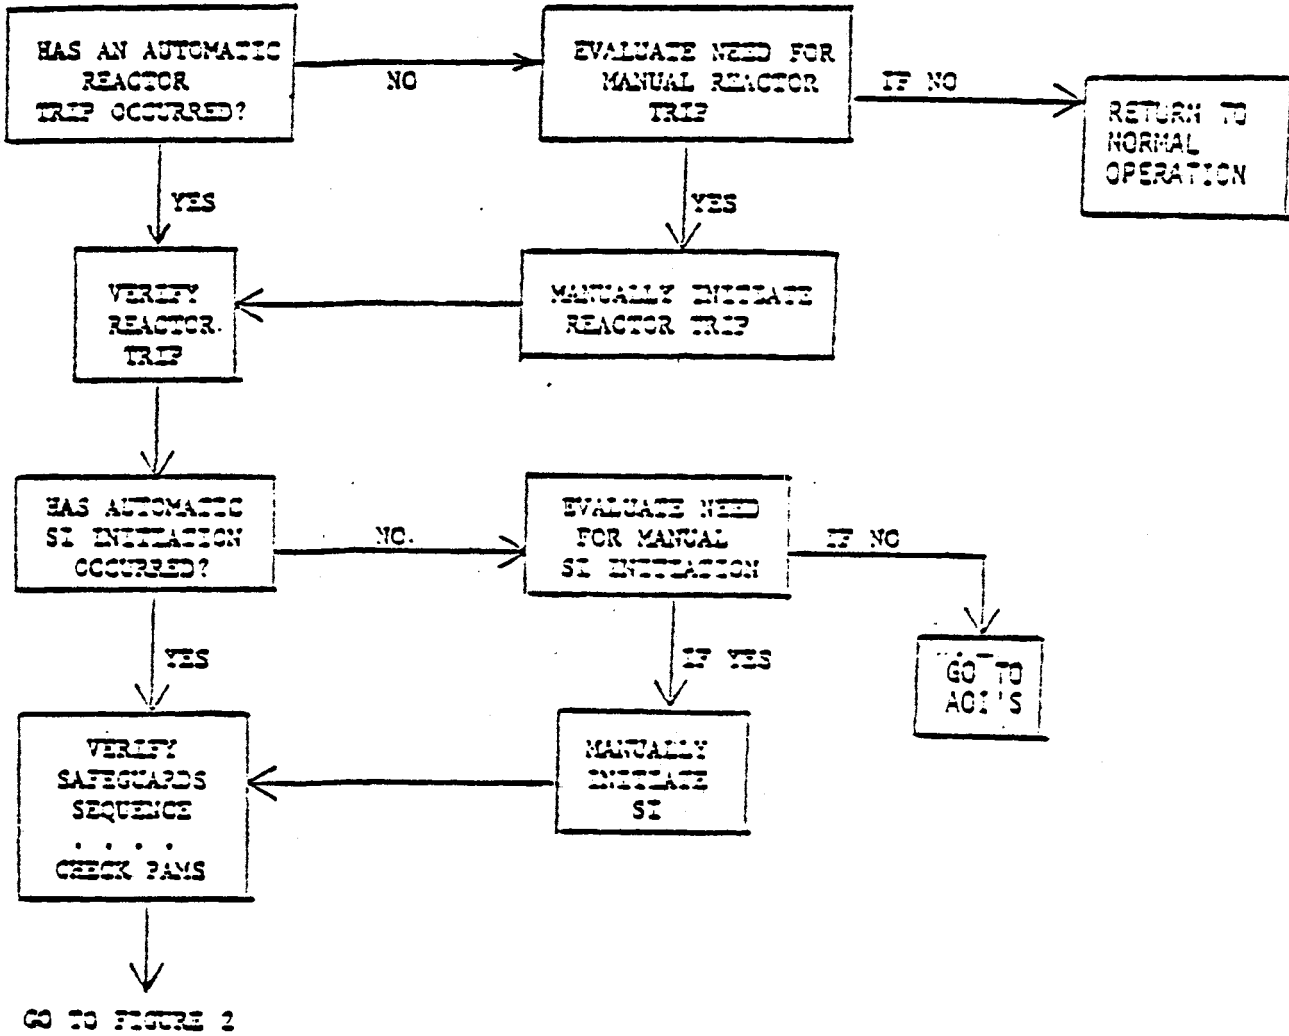 HAS AN AUTOMATIC
REACTOR
TRIP OCCURRED?
NO
EVALUATE NEED FOR
MANUAL REACTOR
TRIP
IF NO
RETURN TO
NORMAL
OPERATION
YES
YES
VERIFY
REACTOR.
TRIP
MANUALLY INITIATE
REACTOR TRIP
HAS AUTOMATIC
SI INITIATION
OCCURRED?
NO.
EVALUATE NEED
FOR MANUAL
SI INITIATION
IF NO
GO TO
AOI'S
YES
IF YES
VERIFY
SAFEGUARDS
SEQUENCE
. . . .
CHECK PAMS
MANUALLY
INITIATE
SI
GO TO FIGURE 2